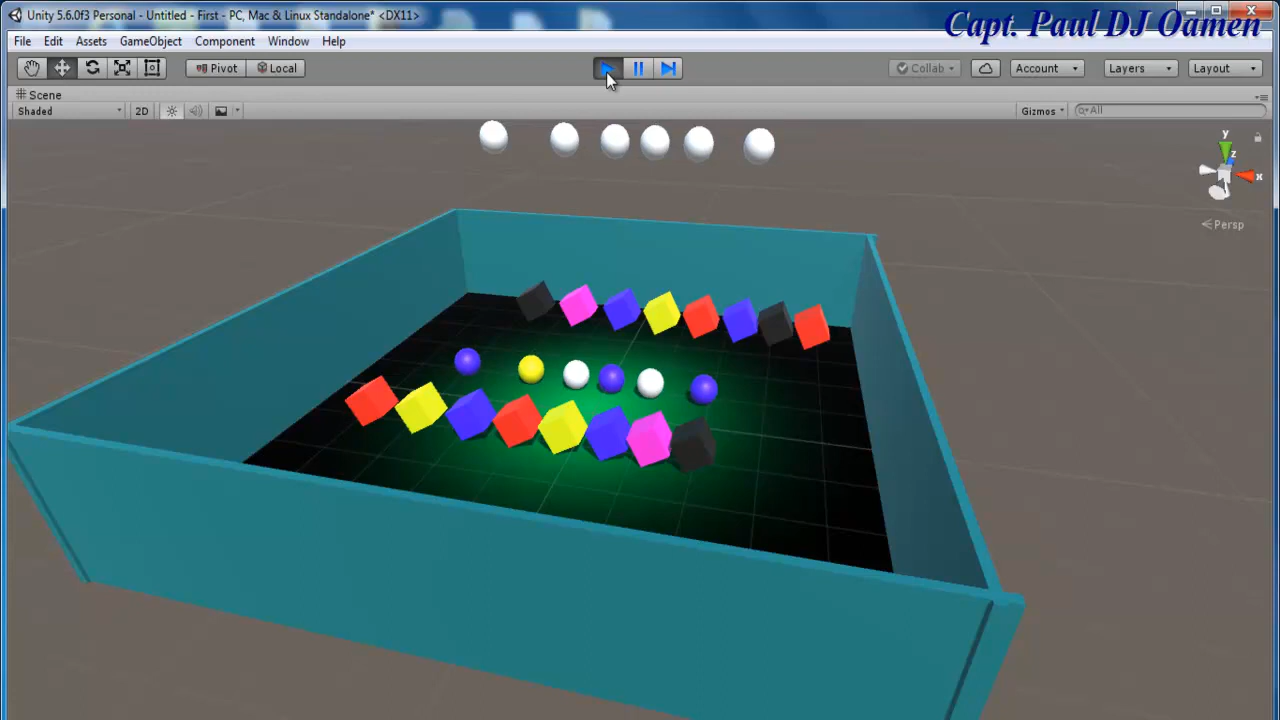 Unity 5.6.0f3 Personal - Untitled - First - PC, Mac & Linux Standalone* <DX11>
Capt. Paul DJ Oamen
File Edit Assets GameObject Component Window Help
Pivot Local Collab Account Layers Layout
Scene
Shaded 2D Gizmos All
y
z
x
Persp